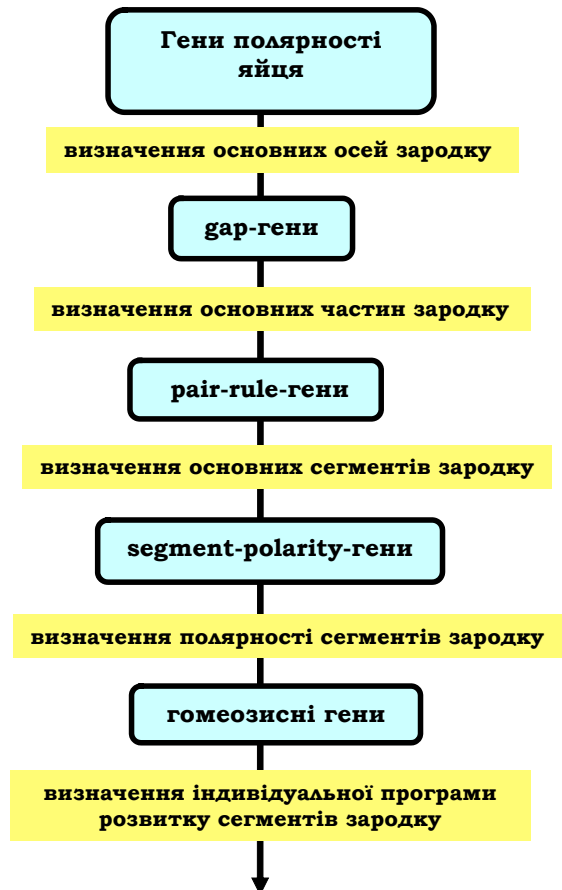 Гени полярності
яйця
визначення основних осей зародку
gap-гени
визначення основних частин зародку
pair-rule-гени
визначення основних сегментів зародку
segment-polarity-гени
визначення полярності сегментів зародку
гомеозисні гени
визначення індивідуальної програми
розвитку сегментів зародку